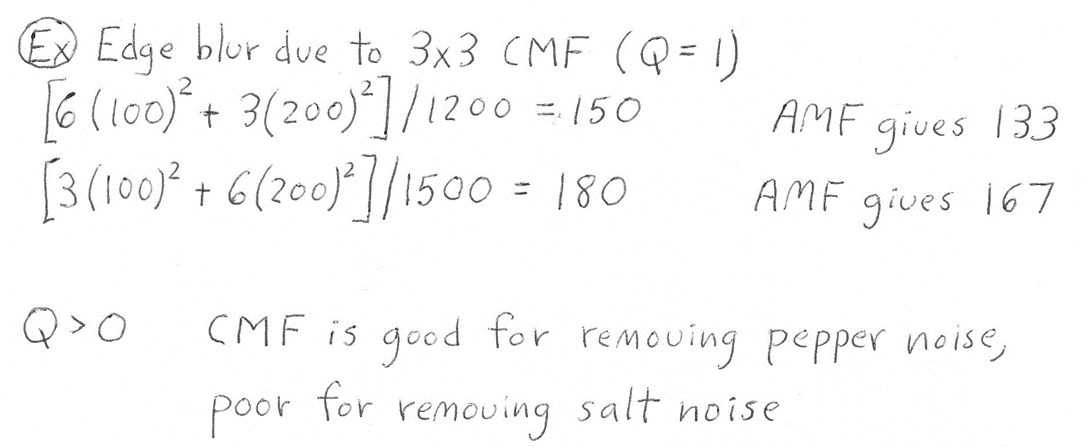 Ex Edge blur due to 3x3 CMF (Q = 1)
[6(100)² + 3(200)²]/1200 = 150 AMF gives 133
[3(100)² + 6(200)²]/1500 = 180 AMF gives 167
Q > 0 CMF is good for removing pepper noise,
poor for removing salt noise